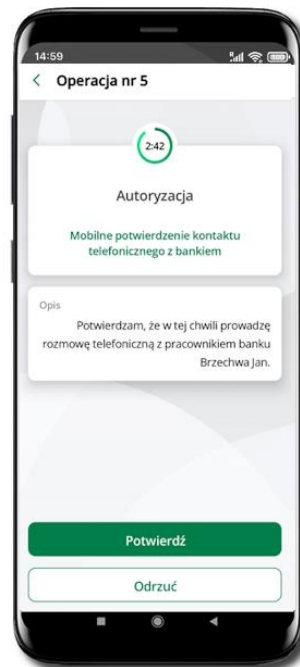 14:59
Operacja nr 5
2:42
Autoryzacja
Mobilne potwierdzenie kontaktu
telefonicznego z bankiem
Opis
Potwierdzam, że w tej chwili prowadzę
rozmowę telefoniczną z pracownikiem banku
Brzechwa Jan.
Potwierdź
Odrzuć